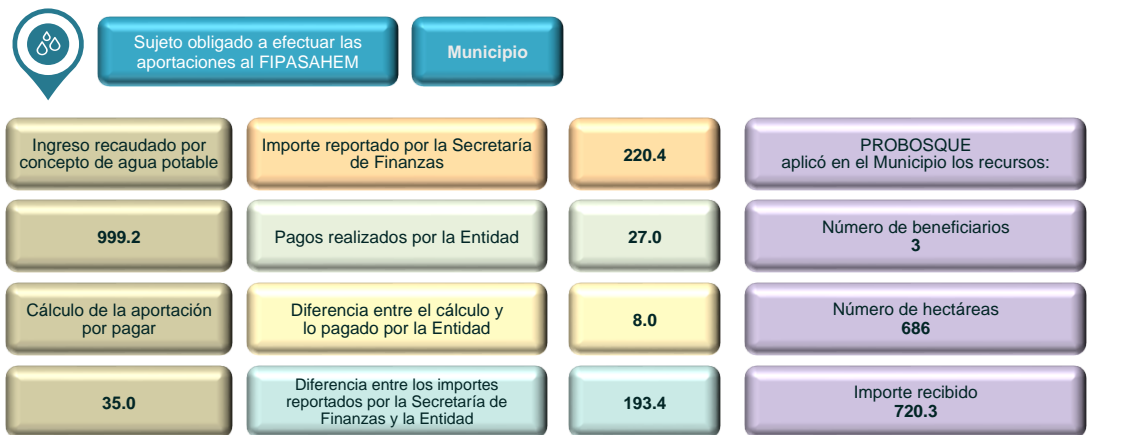 Sujeto obligado a efectuar las
aportaciones al FIPASAHEM
Municipio
Ingreso recaudado por
concepto de agua potable
Importe reportado por la Secretaría
de Finanzas
220.4
PROBOSQUE
aplicó en el Municipio los recursos:
999.2
Pagos realizados por la Entidad
27.0
Número de beneficiarios
3
Cálculo de la aportación
por pagar
Diferencia entre el cálculo y
lo pagado por la Entidad
8.0
Número de hectáreas
686
35.0
Diferencia entre los importes
reportados por la Secretaría de
Finanzas y la Entidad
193.4
Importe recibido
720.3